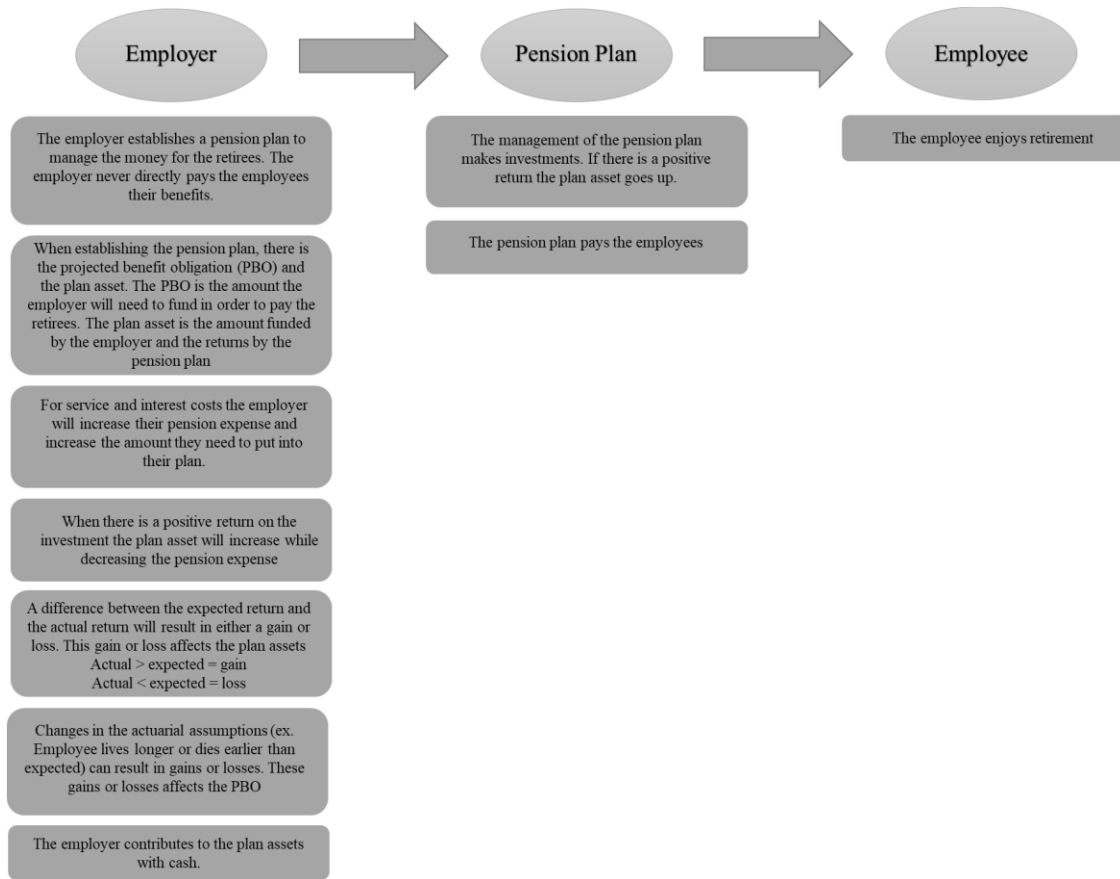 Employer
Pension Plan
Employee
The employer establishes a pension plan to
manage the money for the retirees. The
employer never directly pays the employees
their benefits.
When establishing the pension plan, there is
the projected benefit obligation (PBO) and
the plan asset. The PBO is the amount the
employer will need to fund in order to pay the
retirees. The plan asset is the amount funded
by the employer and the returns by the
pension plan
For service and interest costs the employer
will increase their pension expense and
increase the amount they need to put into
their plan.
When there is a positive return on the
investment the plan asset will increase while
decreasing the pension expense
A difference between the expected return and
the actual return will result in either a gain or
loss. This gain or loss affects the plan assets
Actual > expected = gain
Actual < expected = loss
Changes in the actuarial assumptions (ex.
Employee lives longer or dies earlier than
expected) can result in gains or losses. These
gains or losses affects the PBO
The employer contributes to the plan assets
with cash.
The management of the pension plan
makes investments. If there is a positive
return the plan asset goes up.
The pension plan pays the employees
The employee enjoys retirement